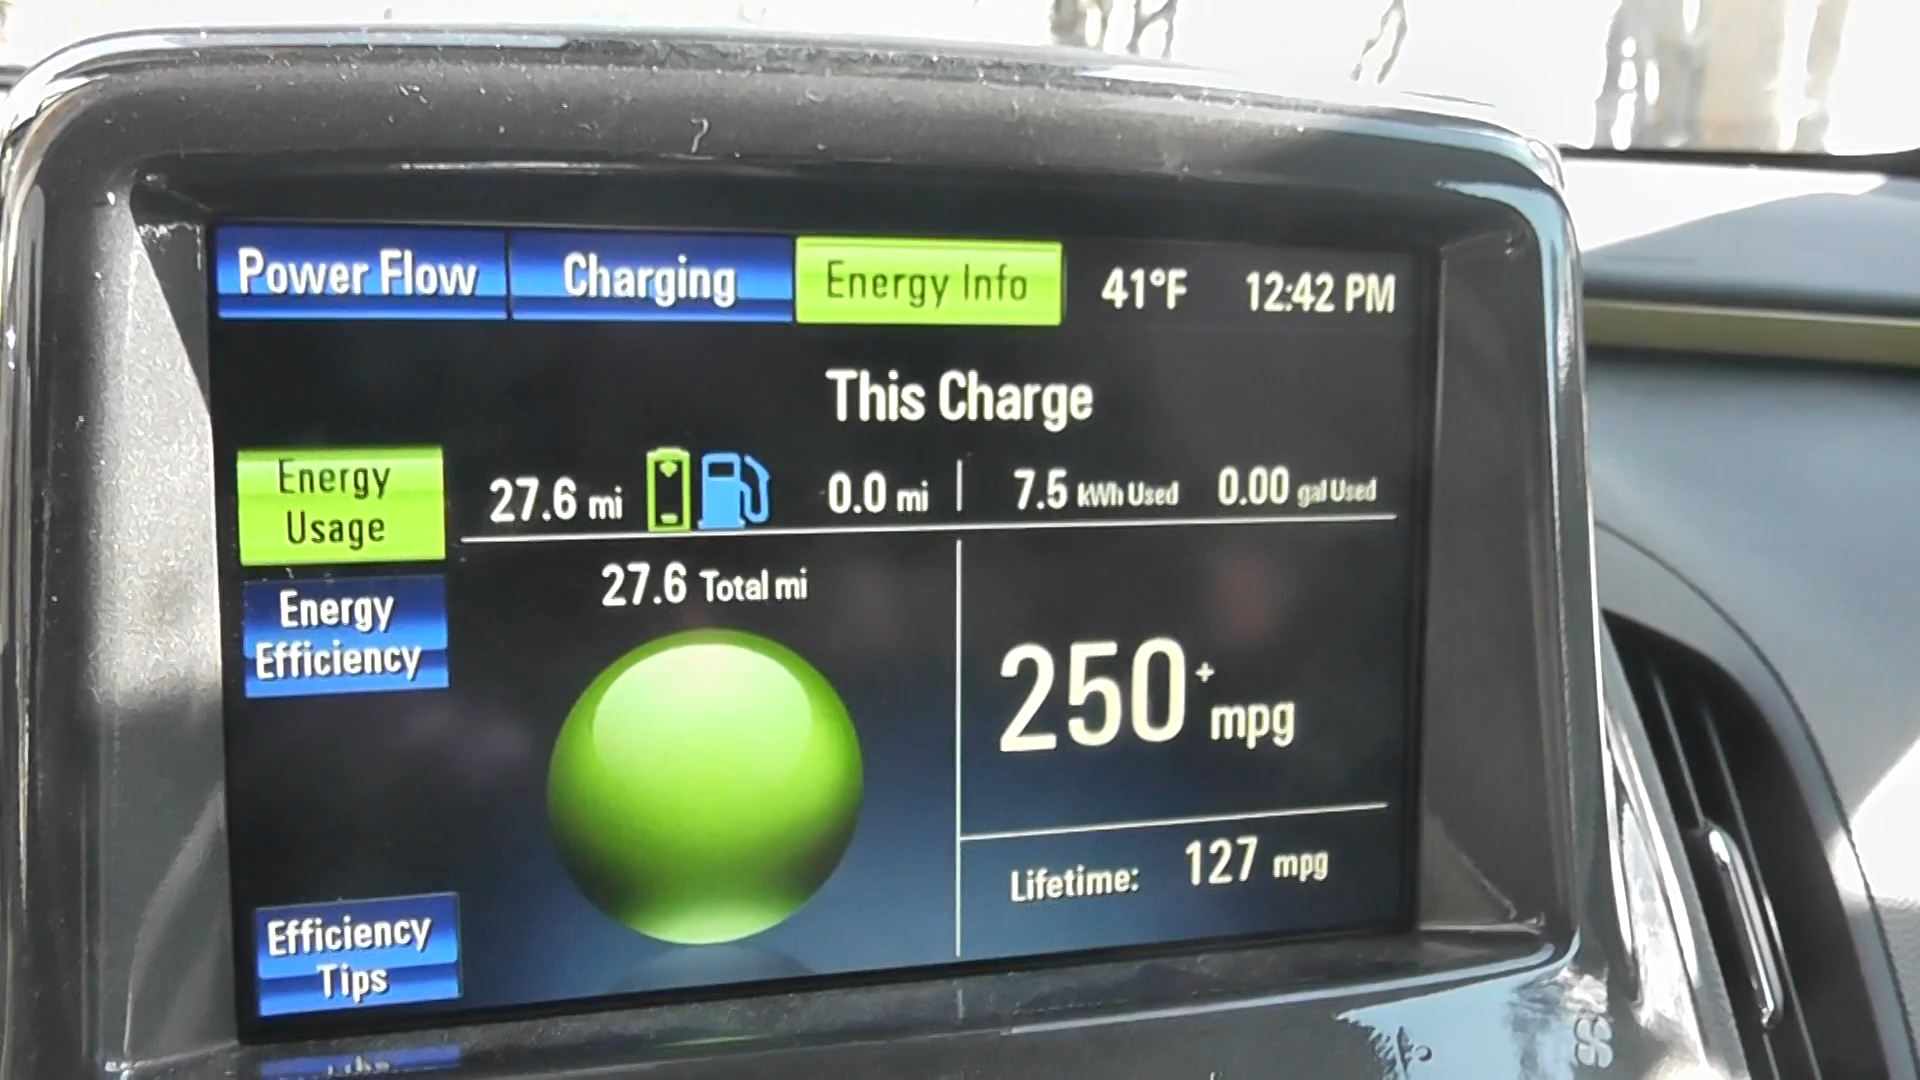 Power Flow Charging Energy Info 41°F 12:42 PM
This Charge
Energy
Usage
27.6 mi 0.0 mi 7.5 kWh Used 0.00 gal Used
27.6 Total mi
Energy
Efficiency
250+ mpg
Lifetime: 127 mpg
Efficiency
Tips